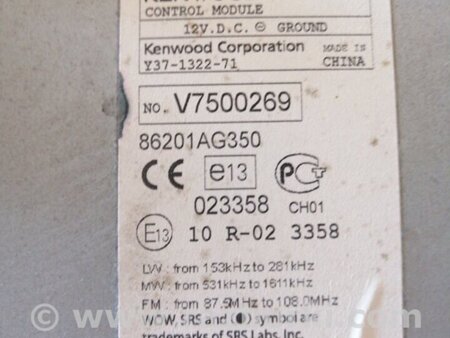 CONTROL MODULE
12V.D.C. ⊖ GROUND
Kenwood Corporation MADE IN
Y37-1322-71 CHINA
NO. V7500269
86201AG350
CE e13 PC+
023358 CH01
E13 10 R-02 3358
LW : from 153kHz to 281kHz
MW : from 531kHz to 1611kHz
FM : from 87.5MHz to 108.0MHz
WOW, SRS and (●) symbol are
trademarks of SRS Labs, Inc.